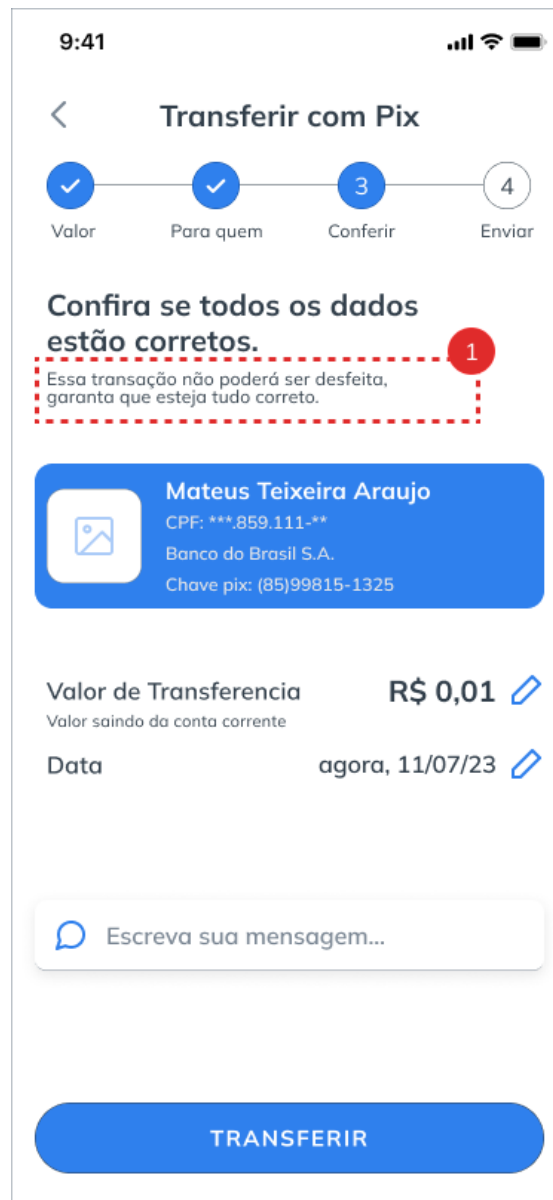 9:41
Transferir com Pix
3
4
Valor
Para quem
Conferir
Enviar
Confira se todos os dados
estão corretos.
1
Essa transação não poderá ser desfeita,
garanta que esteja tudo correto.
Mateus Teixeira Araujo
CPF: ***.859.111-**
Banco do Brasil S.A.
Chave pix: (85)99815-1325
Valor de Transferencia
R$ 0,01
Valor saindo da conta corrente
Data
agora, 11/07/23
Escreva sua mensagem...
TRANSFERIR